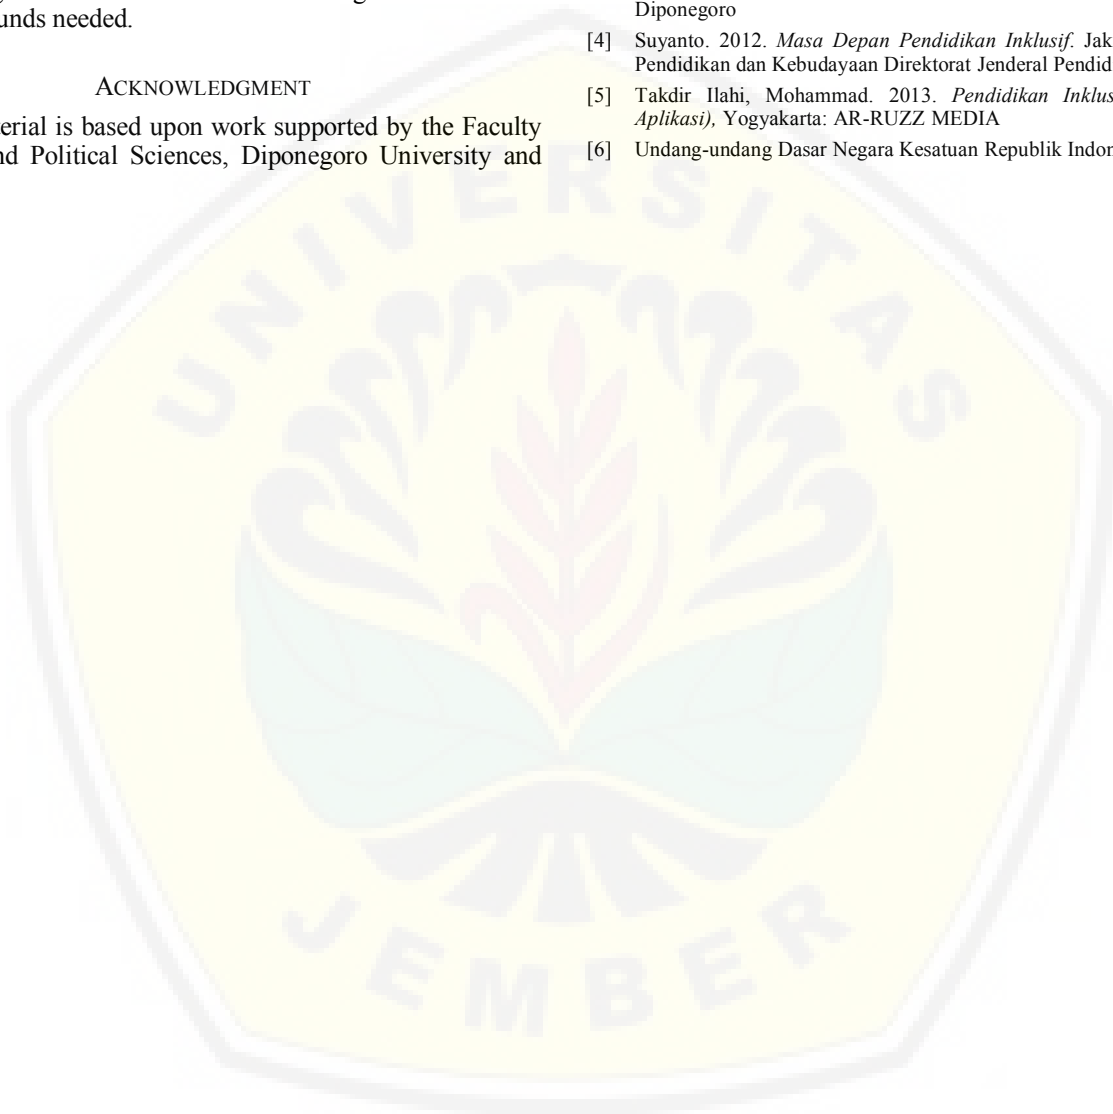 unds needed.
ACKNOWLEDGMENT
terial is based upon work supported by the Faculty
nd Political Sciences, Diponegoro University and
Diponegoro
[4] Suyanto. 2012. Masa Depan Pendidikan Inklusif. Jak
Pendidikan dan Kebudayaan Direktorat Jenderal Pendid
[5] Takdir Ilahi, Mohammad. 2013. Pendidikan Inklus
Aplikasi), Yogyakarta: AR-RUZZ MEDIA
[6] Undang-undang Dasar Negara Kesatuan Republik Indon
UNIVERSITAS
JEMBER